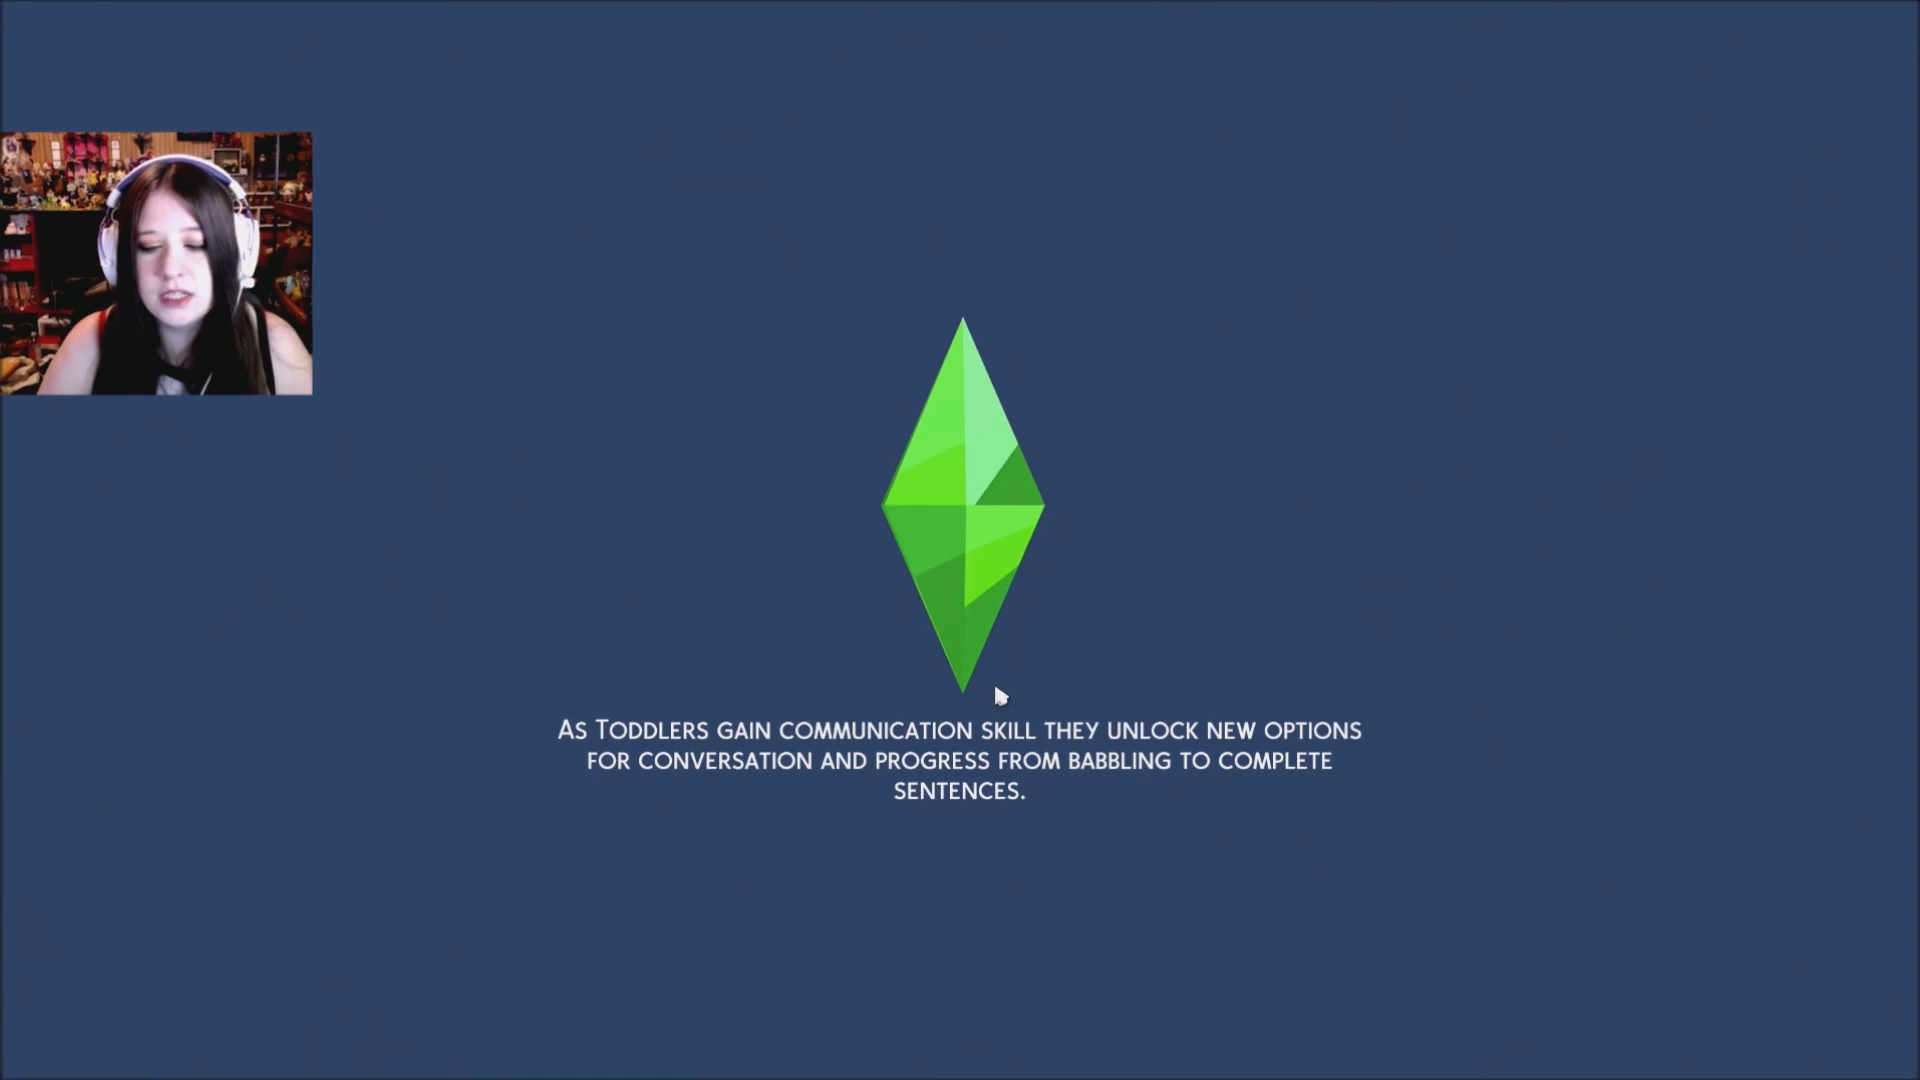 As Toddlers gain communication skill they unlock new options
for conversation and progress from babbling to complete
sentences.